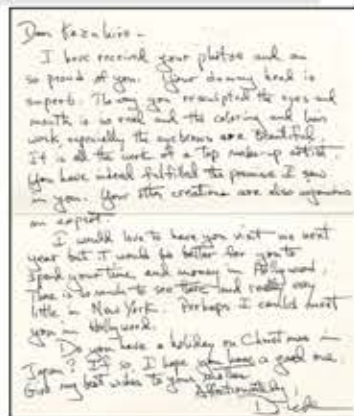 Dear Kazuhiro -
I have received your photos and am
so proud of you. Your dummy head is
superb. The way you resculpted the eyes and
mouth is so real and the coloring and hair
work especially the eyebrows are beautiful.
It is all the work of a top make-up artist.
You have indeed fulfilled the promise I saw
in you. Your other creations are also ingenious
an expert.
I would love to have you visit me next
year but it would be better for you to
spend your time and money in Hollywood.
There is so much to see there and really very
little in New York. Perhaps I could meet
you in Hollywood.
Do you have a holiday on Christmas in
Japan? If so, I hope you have a good one.
Give my best wishes to your
Affectionately,
Dick